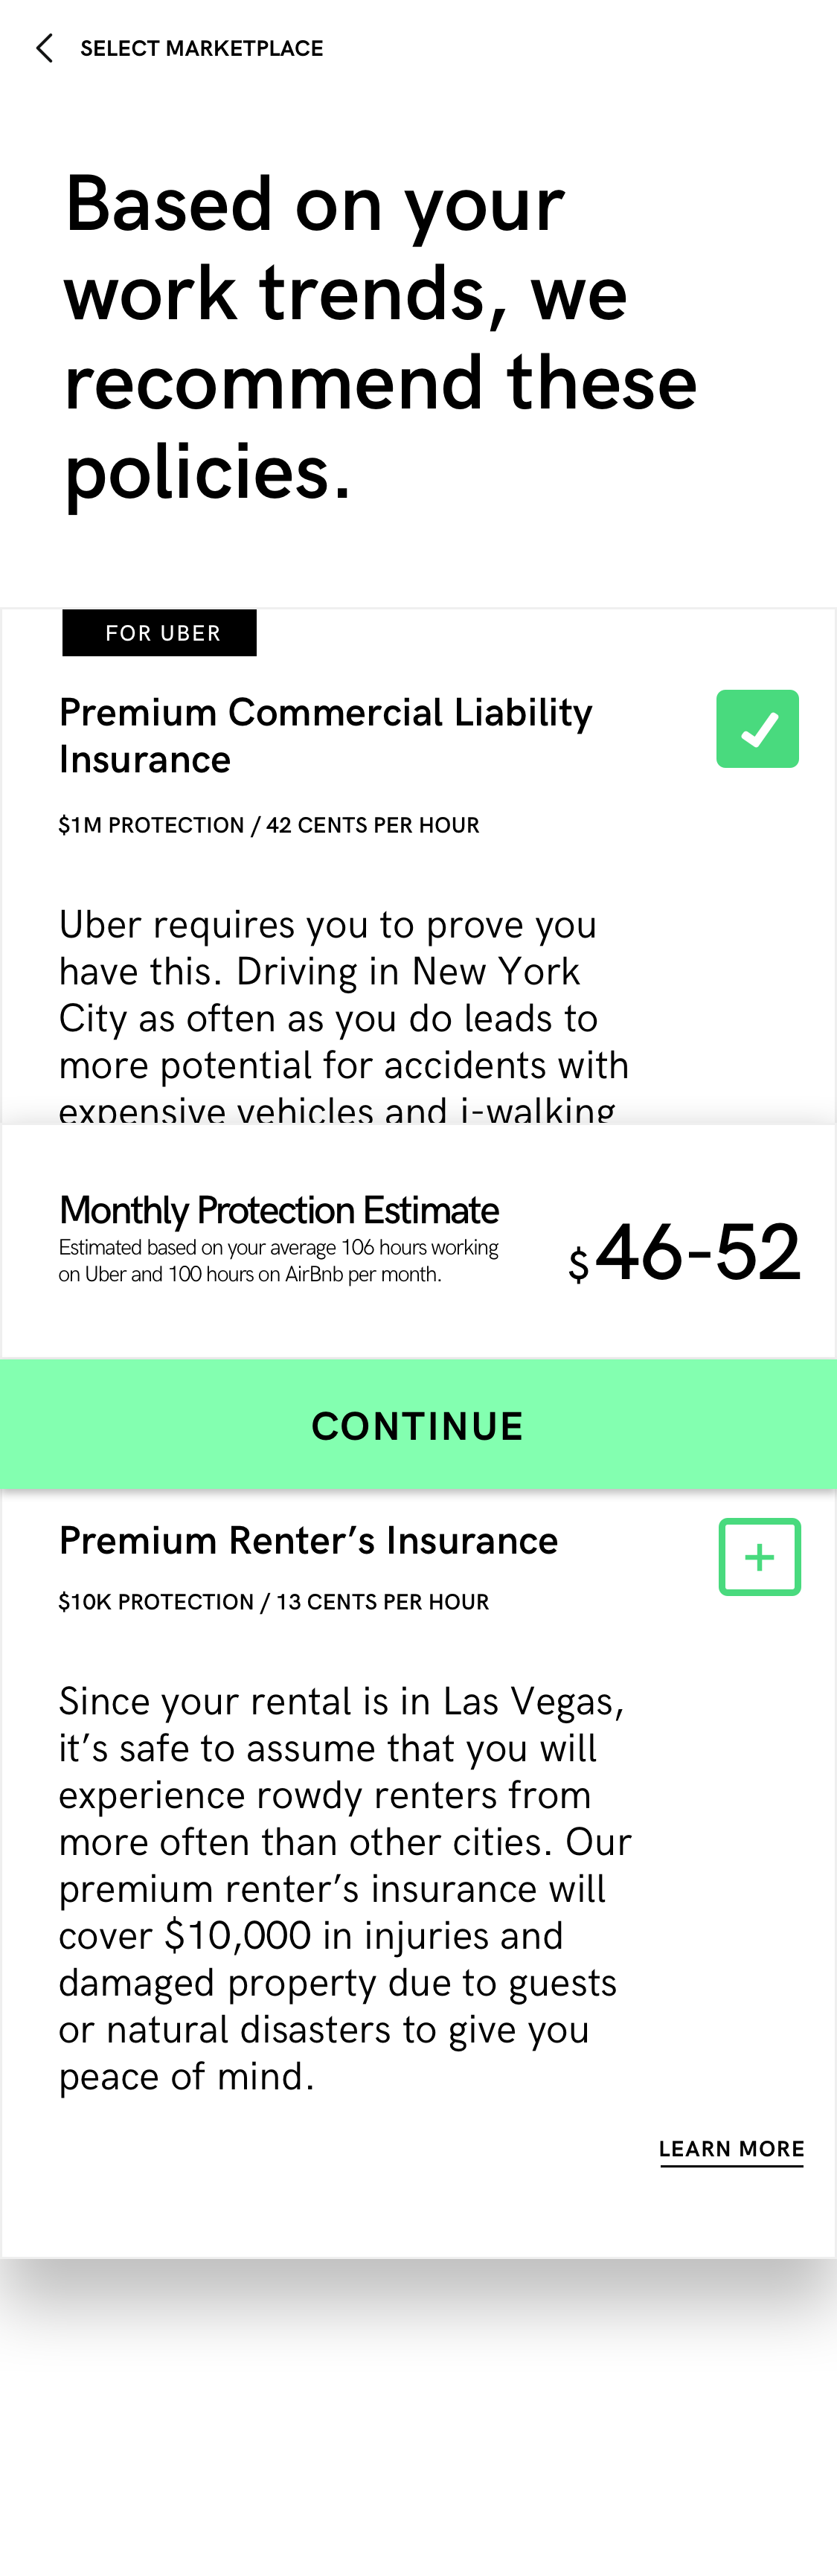 SELECT MARKETPLACE
Based on your
work trends, we
recommend these
policies.
FOR UBER
Premium Commercial Liability
Insurance
$1M PROTECTION / 42 CENTS PER HOUR
Uber requires you to prove you
have this. Driving in New York
City as often as you do leads to
more potential for accidents with
expensive vehicles and j-walking
Monthly Protection Estimate
Estimated based on your average 106 hours working
on Uber and 100 hours on AirBnb per month.
$46-52
CONTINUE
Premium Renter’s Insurance
$10K PROTECTION / 13 CENTS PER HOUR
Since your rental is in Las Vegas,
it’s safe to assume that you will
experience rowdy renters from
more often than other cities. Our
premium renter’s insurance will
cover $10,000 in injuries and
damaged property due to guests
or natural disasters to give you
peace of mind.
LEARN MORE